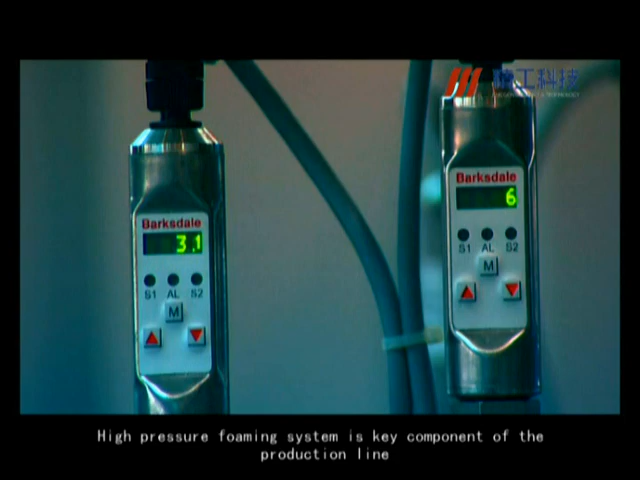 精工科技
Barksdale
6
S1 AL S2
M
Barksdale
3.1
S1 AL S2
M
High pressure foaming system is key component of the
production line